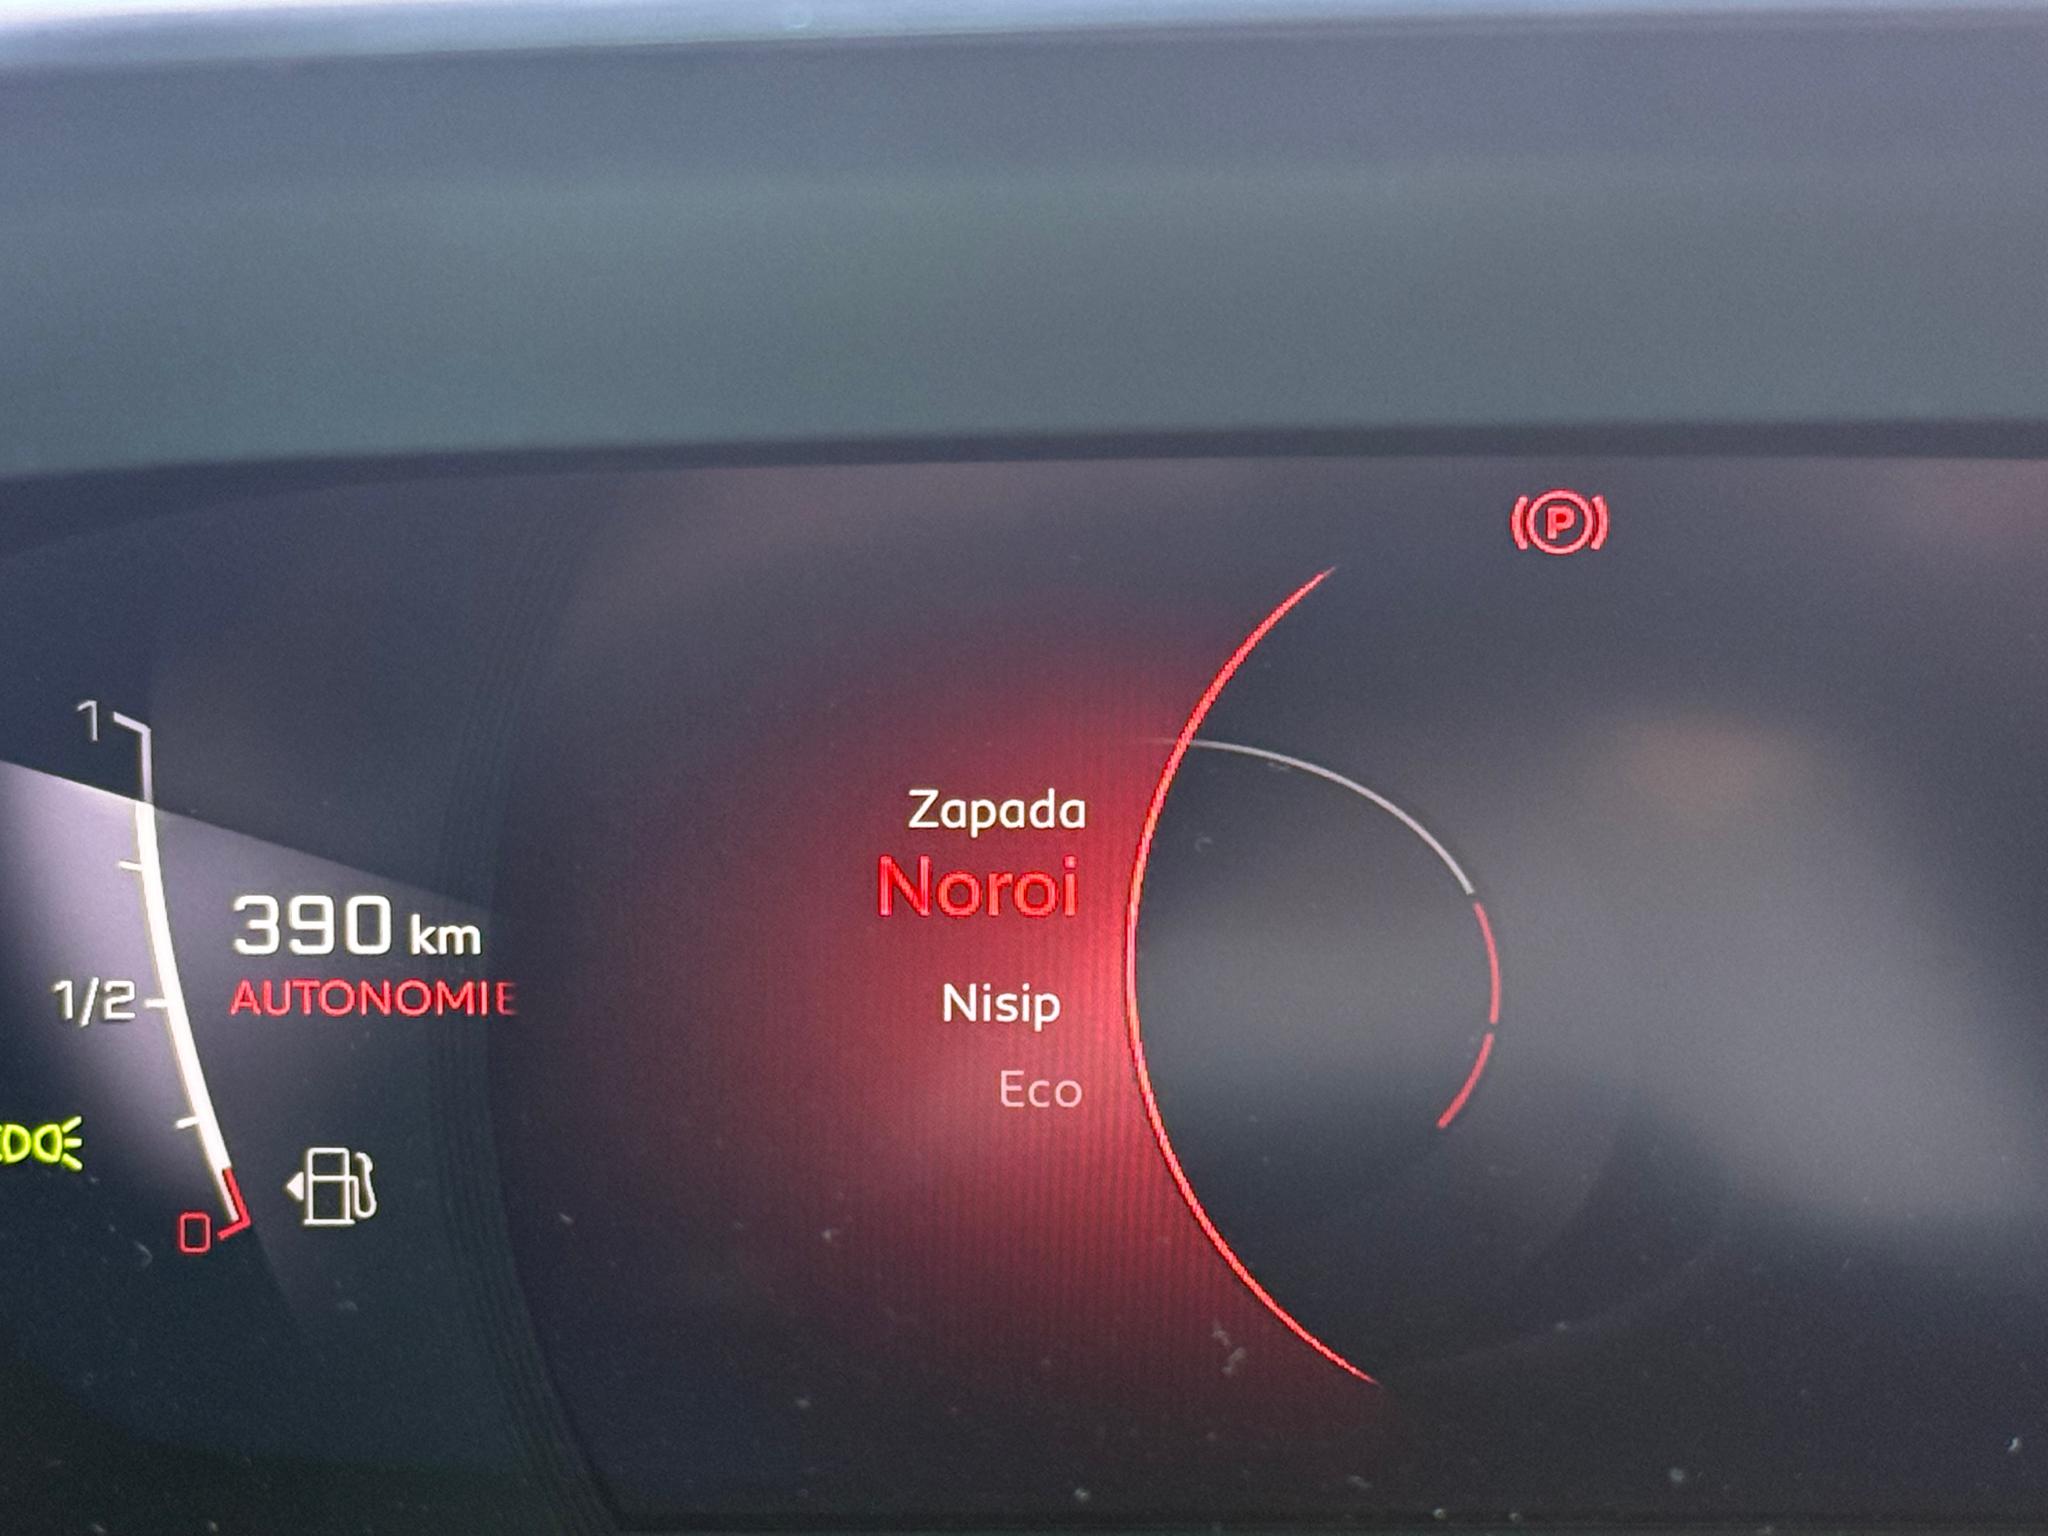 1
390 km
1/2
AUTONOMIE
0
Zapada
Noroi
Nisip
Eco
P